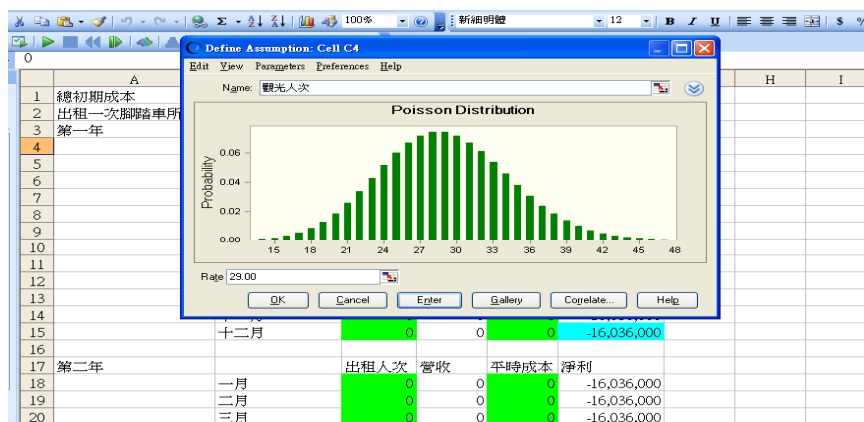 100%
新細明體
12
B I U
$ %
0
Define Assumption: Cell C4
Edit View Parameters Preferences Help
Name: 觀光人次
Poisson Distribution
Probability
0.06
0.04
0.02
0.00
15 18 21 24 27 30 33 36 39 42 45 48
Rate 29.00
OK Cancel Enter Gallery Correlate... Help
A H I
1 總初期成本
2 出租一次腳踏車所
3 第一年
4
5
6
7
8
9
10
11
12
13
14
15 十二月 0 0 0 -16,036,000
16
17 第二年 出租人次 營收 平時成本 淨利
18 一月 0 0 0 -16,036,000
19 二月 0 0 0 -16,036,000
20 三月 0 0 0 -16,036,000